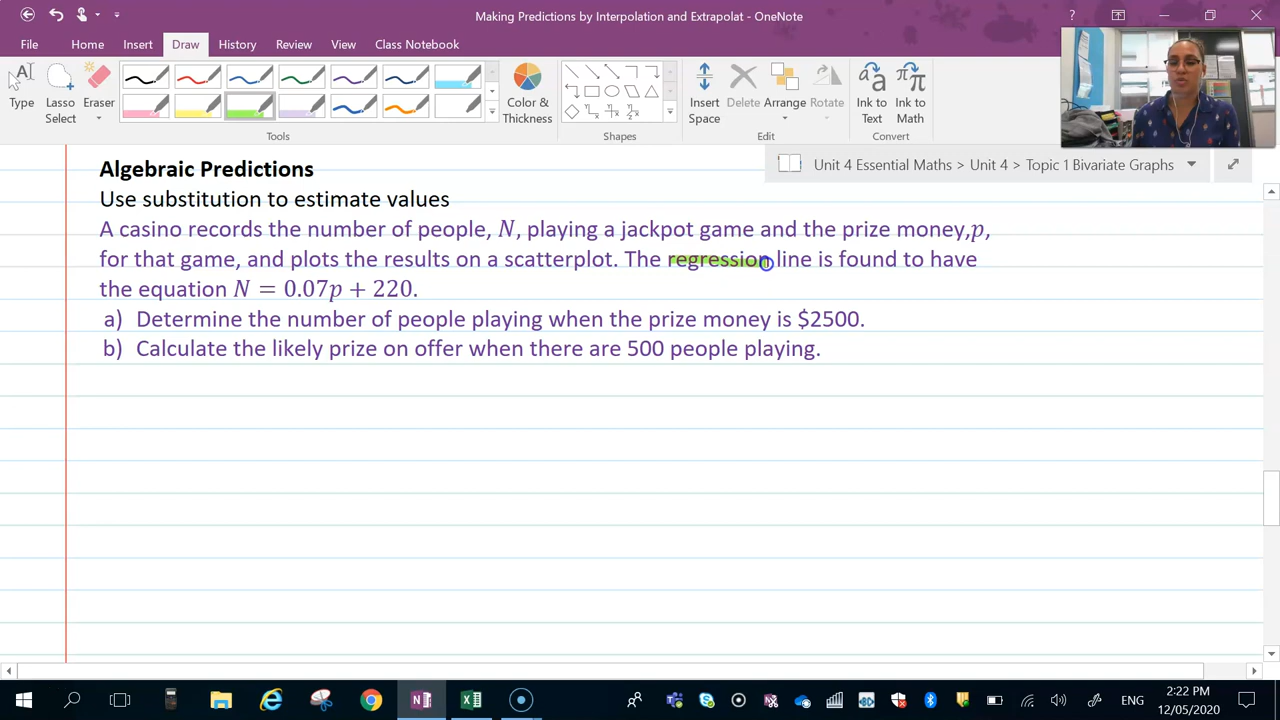 Making Predictions by Interpolation and Extrapolat - OneNote
File Home Insert Draw History Review View Class Notebook
Type Lasso Select Eraser Color & Thickness Insert Space Delete Arrange Rotate Ink to Text Ink to Math
Tools Shapes Edit Convert
Unit 4 Essential Maths > Unit 4 > Topic 1 Bivariate Graphs
Algebraic Predictions
Use substitution to estimate values
A casino records the number of people, N, playing a jackpot game and the prize money,p,
for that game, and plots the results on a scatterplot. The regression line is found to have
the equation N = 0.07p + 220.
a) Determine the number of people playing when the prize money is $2500.
b) Calculate the likely prize on offer when there are 500 people playing.
ENG
2:22 PM
12/05/2020